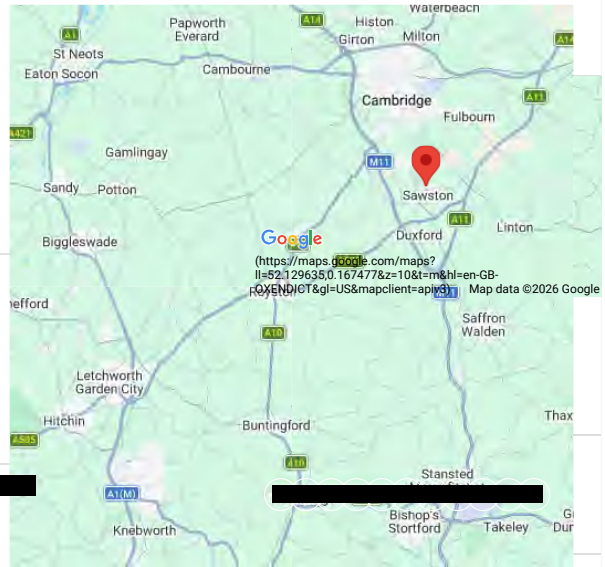 Waterbeach
Papworth
Everard
A14
Histon
Girton
Milton
A1
St Neots
Cambourne
A14
Eaton Socon
Cambridge
A11
Fulbourn
A421
Gamlingay
M11
Sandy
Potton
Sawston
A11
Linton
Duxford
Biggleswade
Google
(https://maps.google.com/maps?
ll=52.129635,0.167477&z=10&t=m&hl=en-GB-
OXENDICT&gl=US&mapclient=apiv3)
Map data ©2026 Google
hefford
Royston
M11
A10
Saffron
Walden
Letchworth
Garden City
Hitchin
Thax
A505
Buntingford
A10
Stansted
A1(M)
Bishop's
Stortford
Takeley
Knebworth